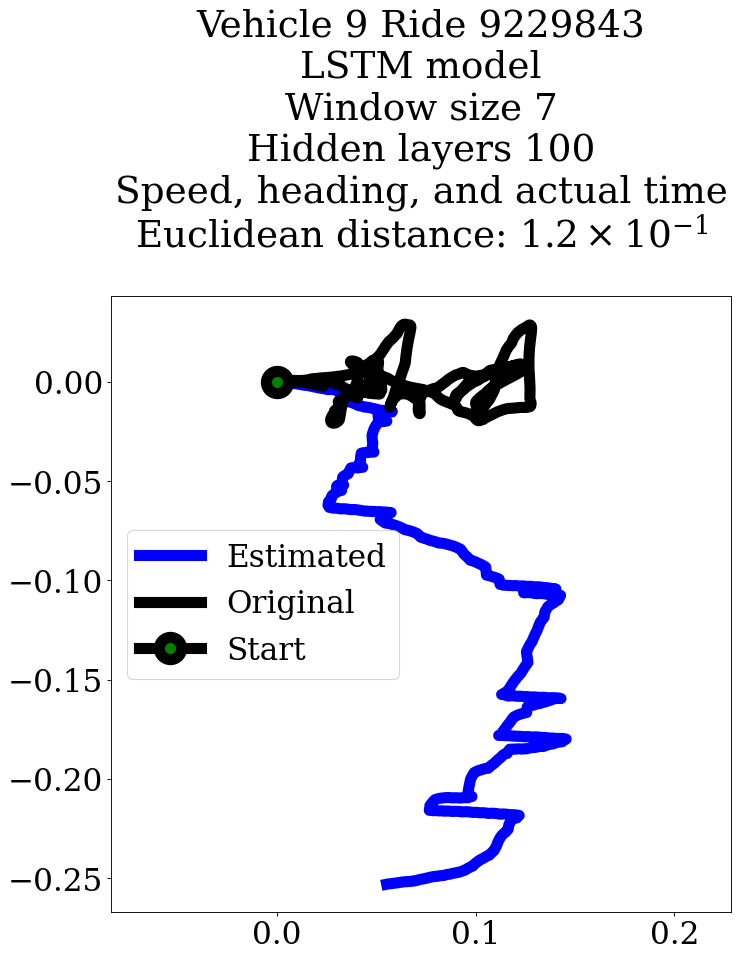 Vehicle 9 Ride 9229843
LSTM model
Window size 7
Hidden layers 100
Speed, heading, and actual time
Euclidean distance: 1.2 × 10⁻¹
0.00
−0.05
−0.10
−0.15
−0.20
−0.25
Estimated
Original
Start
0.0 0.1 0.2